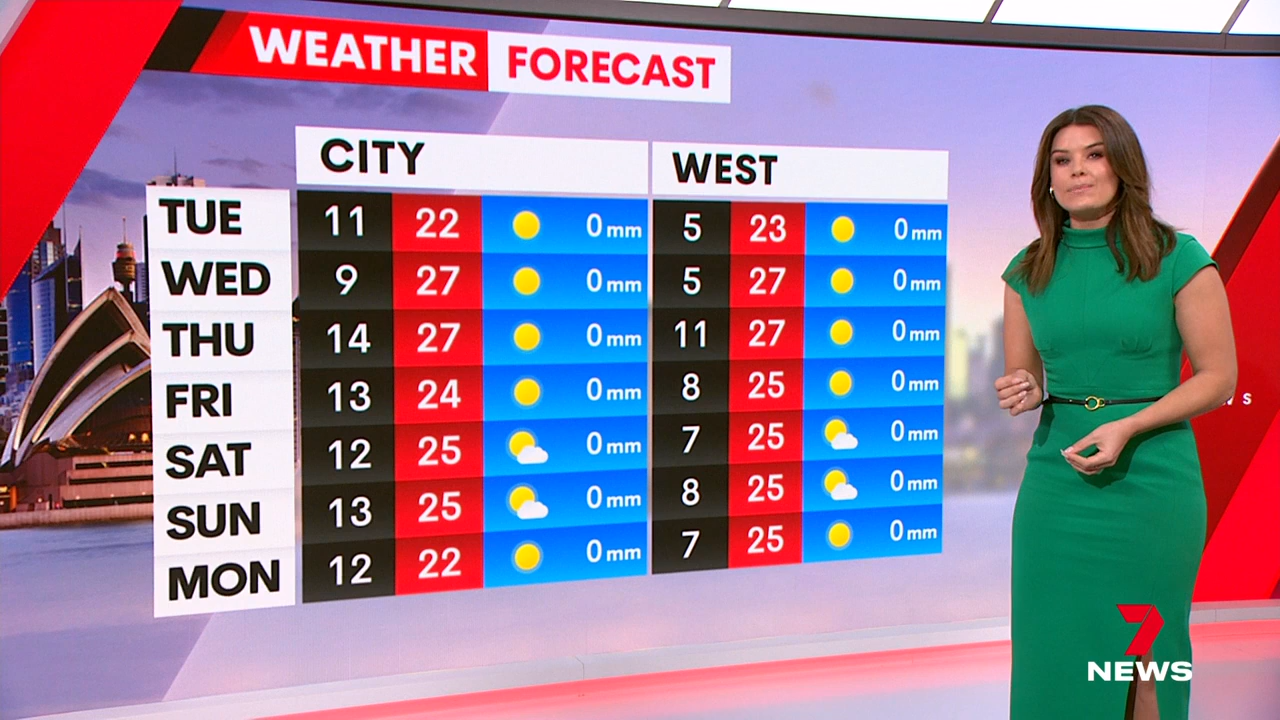 WEATHER FORECAST
CITY WEST
TUE 11 22 0mm 5 23 0mm
WED 9 27 0mm 5 27 0mm
THU 14 27 0mm 11 27 0mm
FRI 13 24 0mm 8 25 0mm
SAT 12 25 0mm 7 25 0mm
SUN 13 25 0mm 8 25 0mm
MON 12 22 0mm 7 25 0mm
7
NEWS